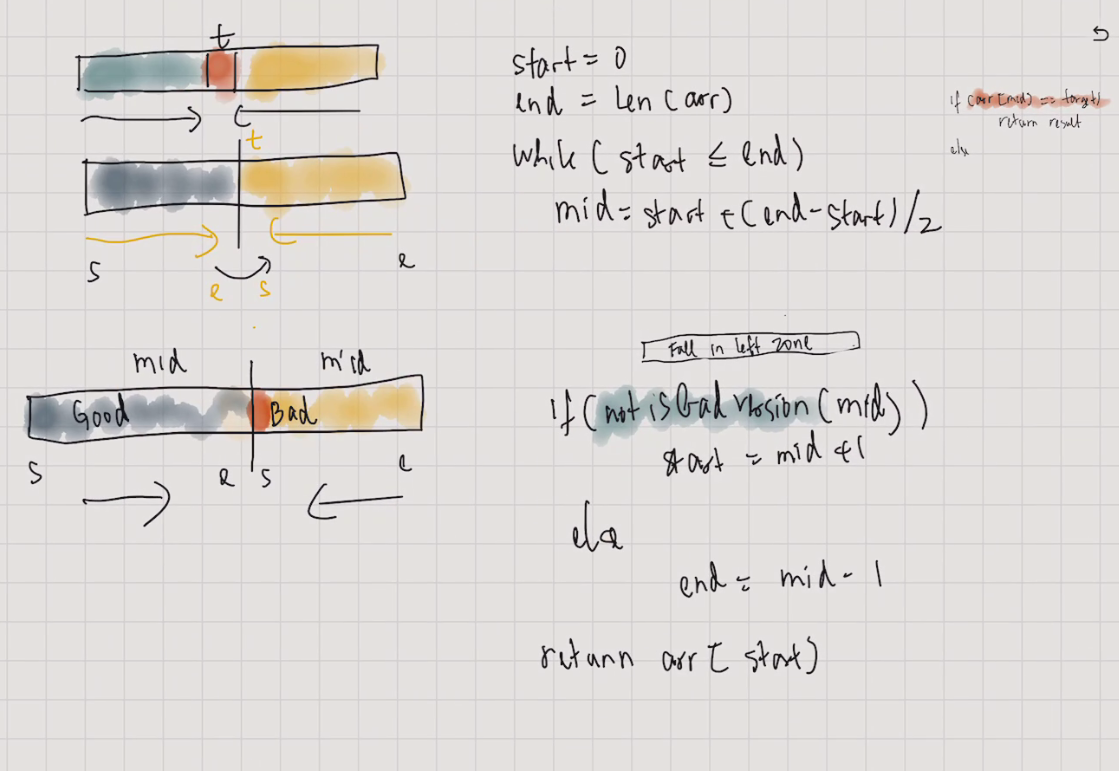 t
t
S
e
e
S
mid
mid
Good
Bad
S
e
S
e
start = 0
end = len(arr)
while (start ≤ end)
mid = start + (end-start)/2
Fall in left zone
if (not isbad version (mid))
start = mid +1
else
end = mid - 1
return arr[start)
if (arr[mid) == target)
return result
else